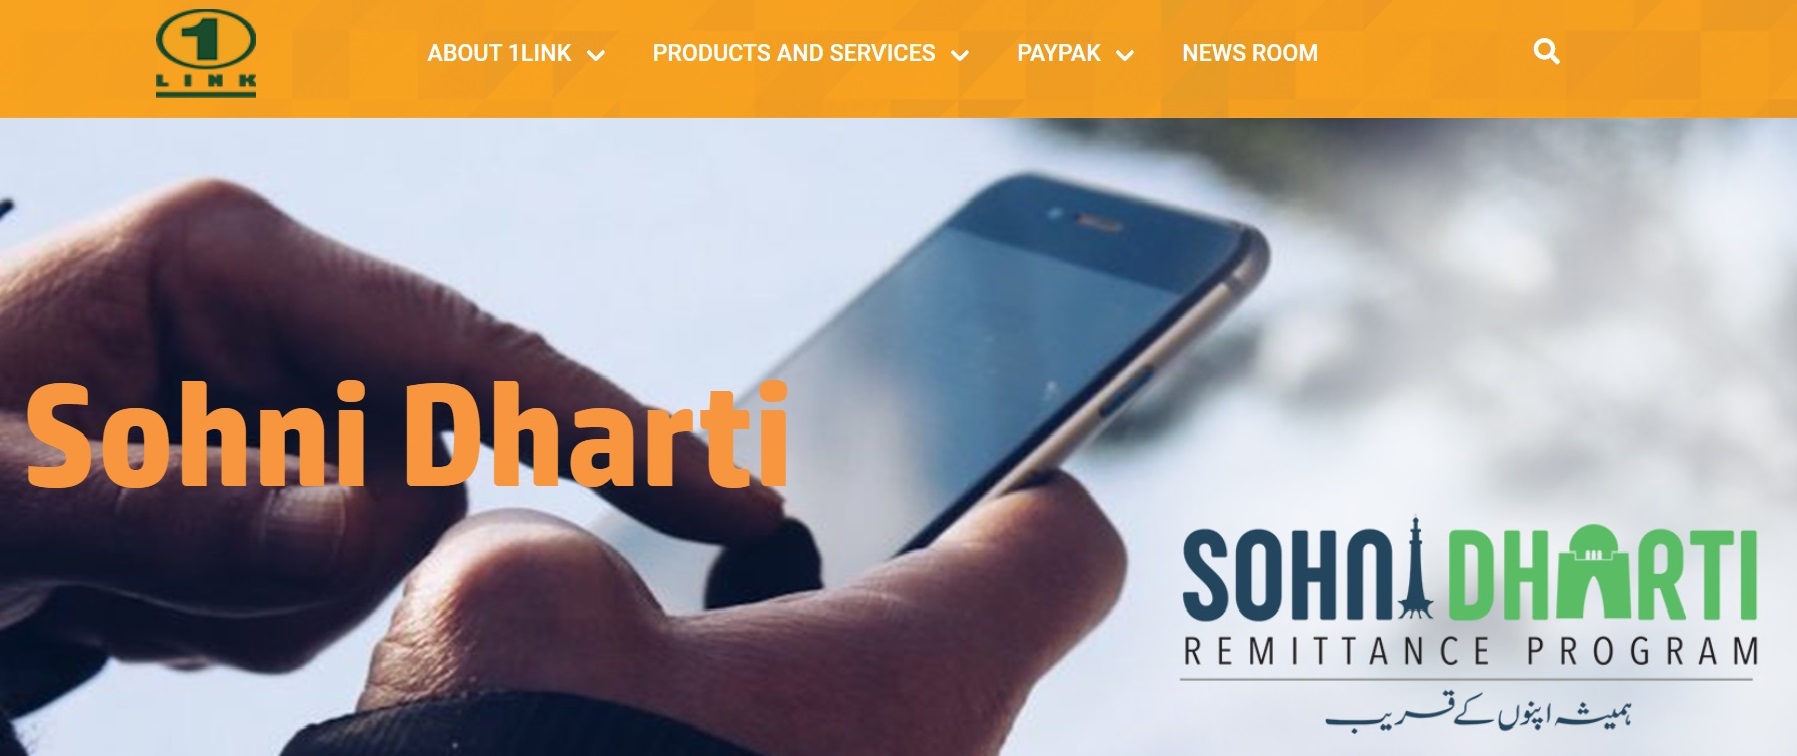 1
LINK
ABOUT 1LINK
PRODUCTS AND SERVICES
PAYPAK
NEWS ROOM
Sohni Dharti
SOHNI DHARTI
REMITTANCE PROGRAM
ہمیشہ اپنوں کے قریب